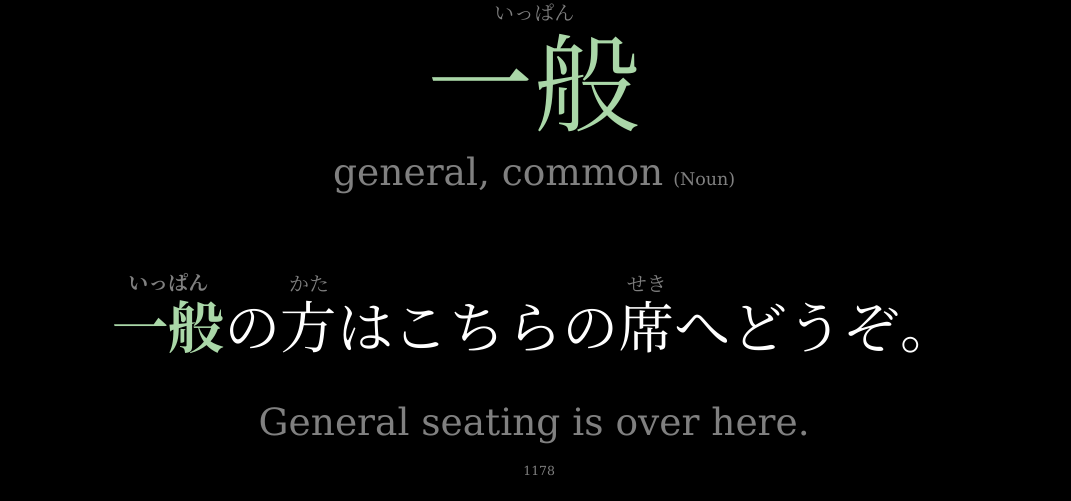 いっぱん
一般
general, common (Noun)
いっぱん かた せき
一般の方はこちらの席へどうぞ。
General seating is over here.
1178